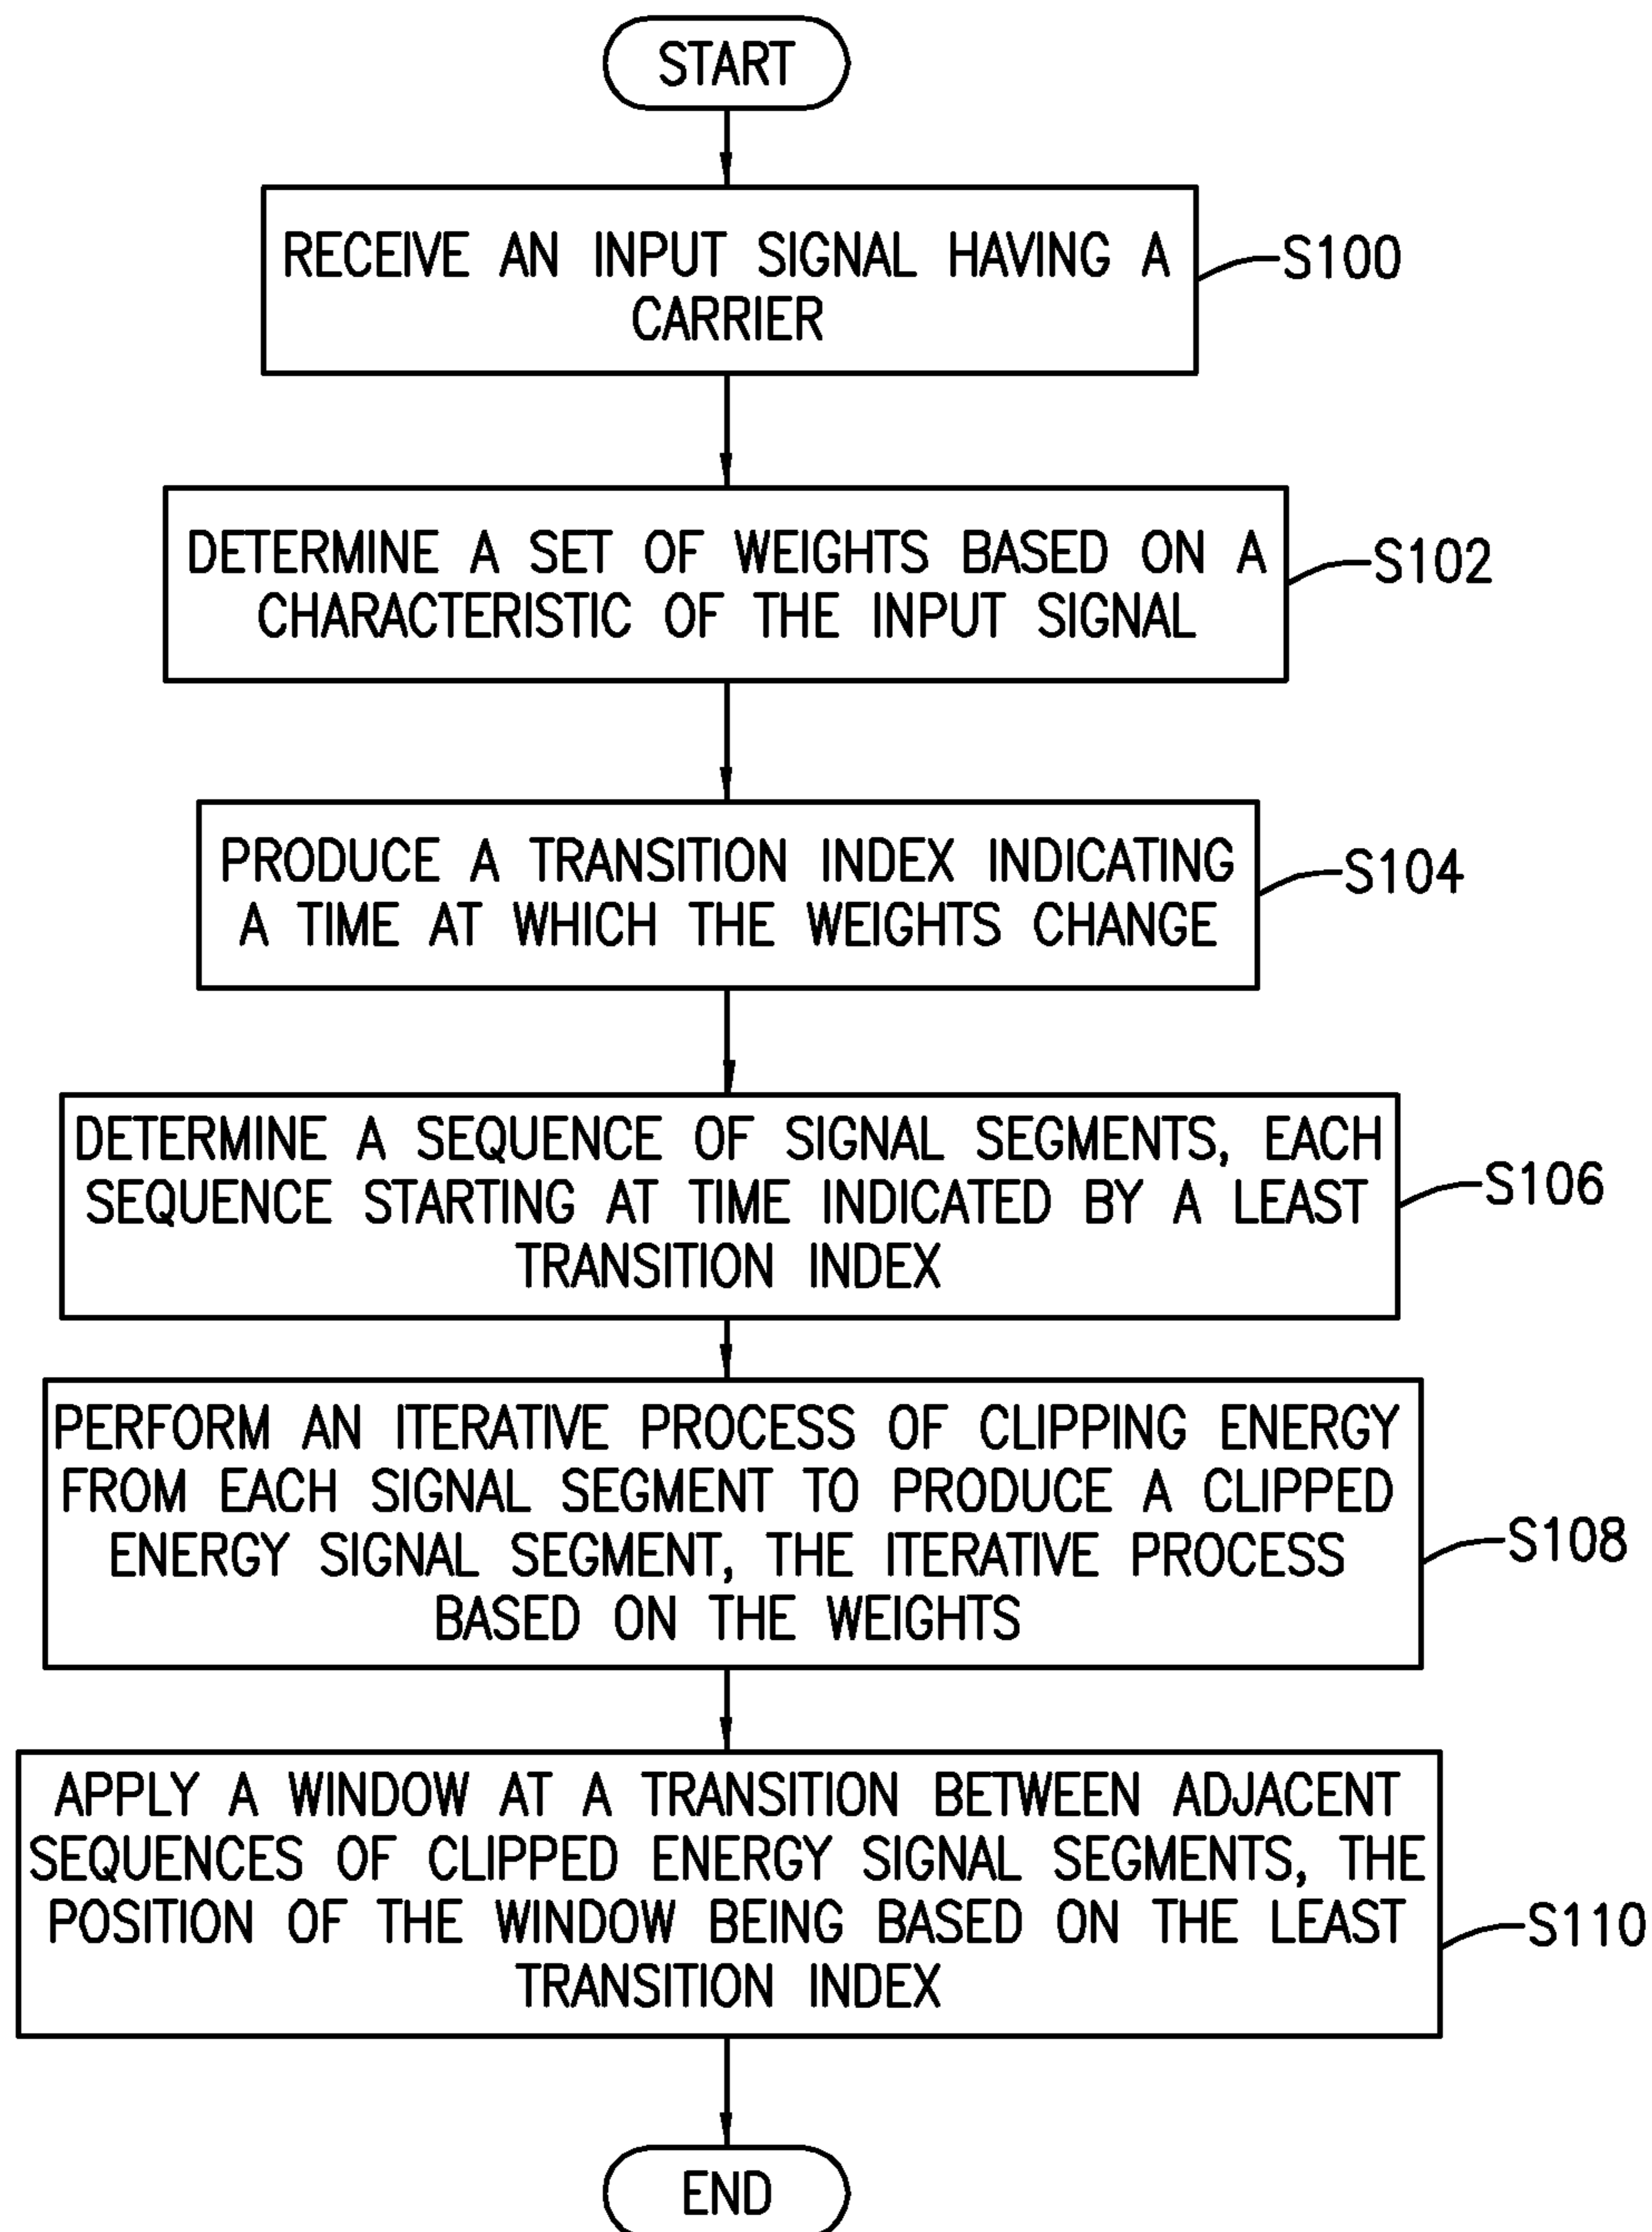 START
RECEIVE AN INPUT SIGNAL HAVING A
CARRIER
S100
DETERMINE A SET OF WEIGHTS BASED ON A
CHARACTERISTIC OF THE INPUT SIGNAL
S102
PRODUCE A TRANSITION INDEX INDICATING
A TIME AT WHICH THE WEIGHTS CHANGE
S104
DETERMINE A SEQUENCE OF SIGNAL SEGMENTS, EACH
SEQUENCE STARTING AT TIME INDICATED BY A LEAST
TRANSITION INDEX
S106
PERFORM AN ITERATIVE PROCESS OF CLIPPING ENERGY
FROM EACH SIGNAL SEGMENT TO PRODUCE A CLIPPED
ENERGY SIGNAL SEGMENT, THE ITERATIVE PROCESS
BASED ON THE WEIGHTS
S108
APPLY A WINDOW AT A TRANSITION BETWEEN ADJACENT
SEQUENCES OF CLIPPED ENERGY SIGNAL SEGMENTS, THE
POSITION OF THE WINDOW BEING BASED ON THE LEAST
TRANSITION INDEX
S110
END